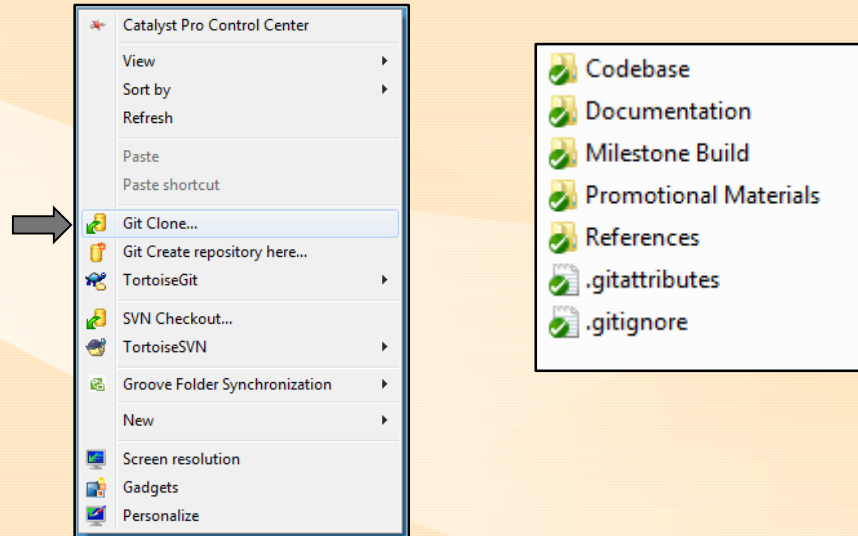 Catalyst Pro Control Center
View
Sort by
Refresh
Paste
Paste shortcut
Git Clone...
Git Create repository here...
TortoiseGit
SVN Checkout...
TortoiseSVN
Groove Folder Synchronization
New
Screen resolution
Gadgets
Personalize
Codebase
Documentation
Milestone Build
Promotional Materials
References
.gitattributes
.gitignore